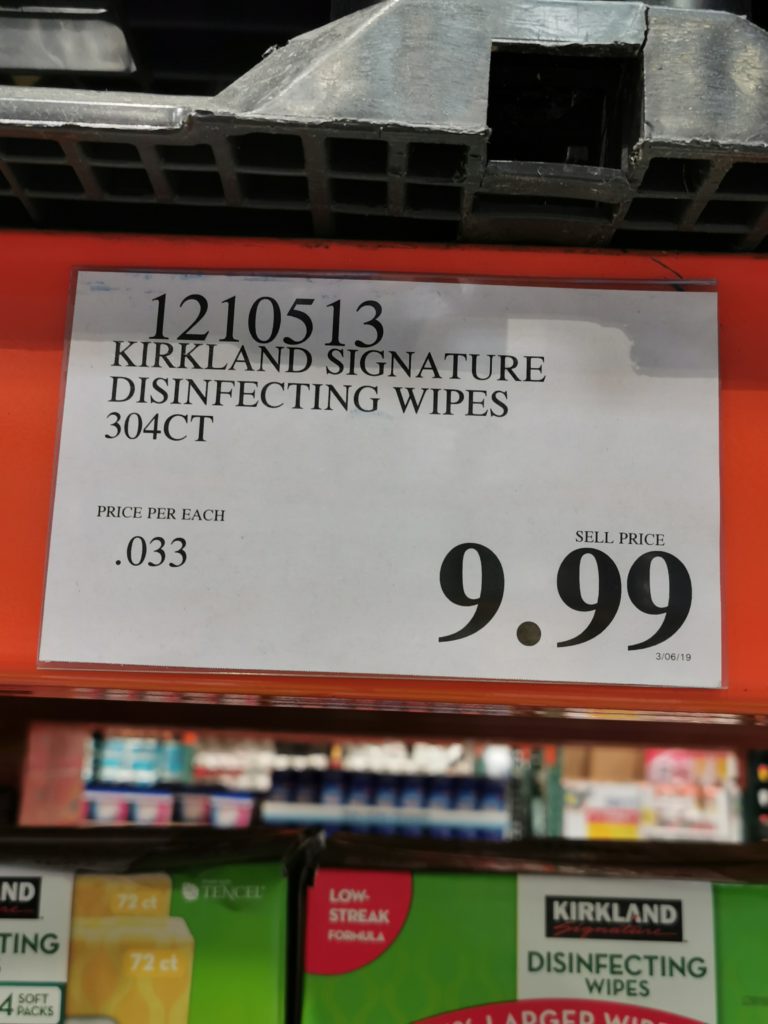 1210513
KIRKLAND SIGNATURE
DISINFECTING WIPES
304CT
PRICE PER EACH
.033
SELL PRICE
9.99
3/06/19
ND
TING
4 SOFT
PACKS
72 ct
72 ct
TENCEL
LOW-
STREAK
FORMULA
KIRKLAND
Signature
DISINFECTING
WIPES
% LARGER WIPES